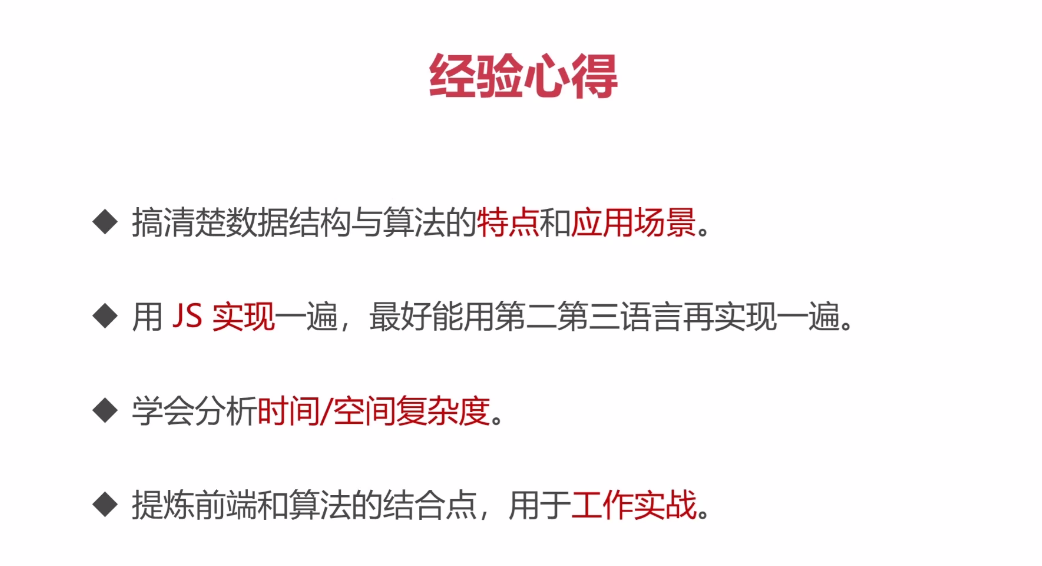 经验心得
◆ 搞清楚数据结构与算法的特点和应用场景。
◆ 用 JS 实现一遍，最好能用第二第三语言再实现一遍。
◆ 学会分析时间/空间复杂度。
◆ 提炼前端和算法的结合点，用于工作实战。